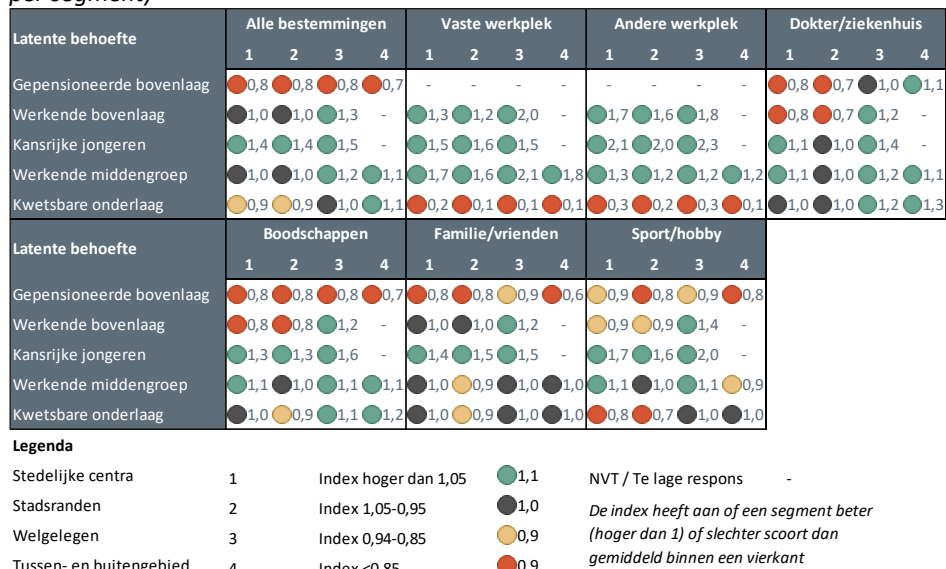 per segment)
Latente behoefte Alle bestemmingen Vaste werkplek Andere werkplek Dokter/ziekenhuis
1 2 3 4 1 2 3 4 1 2 3 4 1 2 3 4
Gepensioneerde bovenlaag 0,8 0,8 0,8 0,7 - - - - - - - - 0,8 0,7 1,0 1,1
Werkende bovenlaag 1,0 1,0 1,3 - 1,3 1,2 2,0 - 1,7 1,6 1,8 - 0,8 0,7 1,2 -
Kansrijke jongeren 1,4 1,4 1,5 - 1,5 1,6 1,5 - 2,1 2,0 2,3 - 1,1 1,0 1,4 -
Werkende middengroep 1,0 1,0 1,2 1,1 1,7 1,6 2,1 1,8 1,3 1,2 1,2 1,2 1,1 1,0 1,2 1,1
Kwetsbare onderlaag 0,9 0,9 1,0 1,1 0,2 0,1 0,1 0,1 0,3 0,2 0,3 0,1 1,0 1,0 1,2 1,3
Latente behoefte Boodschappen Familie/vrienden Sport/hobby
1 2 3 4 1 2 3 4 1 2 3 4
Gepensioneerde bovenlaag 0,8 0,8 0,8 0,7 0,8 0,8 0,9 0,6 0,9 0,8 0,9 0,8
Werkende bovenlaag 0,8 0,8 1,2 - 1,0 1,0 1,2 - 0,9 0,9 1,4 -
Kansrijke jongeren 1,3 1,3 1,6 - 1,4 1,5 1,5 - 1,7 1,6 2,0 -
Werkende middengroep 1,1 1,0 1,1 1,1 1,0 0,9 1,0 1,0 1,1 1,0 1,1 0,9
Kwetsbare onderlaag 1,0 0,9 1,1 1,2 1,0 0,9 1,0 1,0 0,8 0,7 1,0 1,0
Legenda
Stedelijke centra 1 Index hoger dan 1,05 1,1 NVT / Te lage respons -
Stadsranden 2 Index 1,05-0,95 1,0 De index heeft aan of een segment beter
Welgelegen 3 Index 0,94-0,85 0,9 (hoger dan 1) of slechter scoort dan
Tussen- en buitengebied 4 Index <0,85 0,9 gemiddeld binnen een vierkant